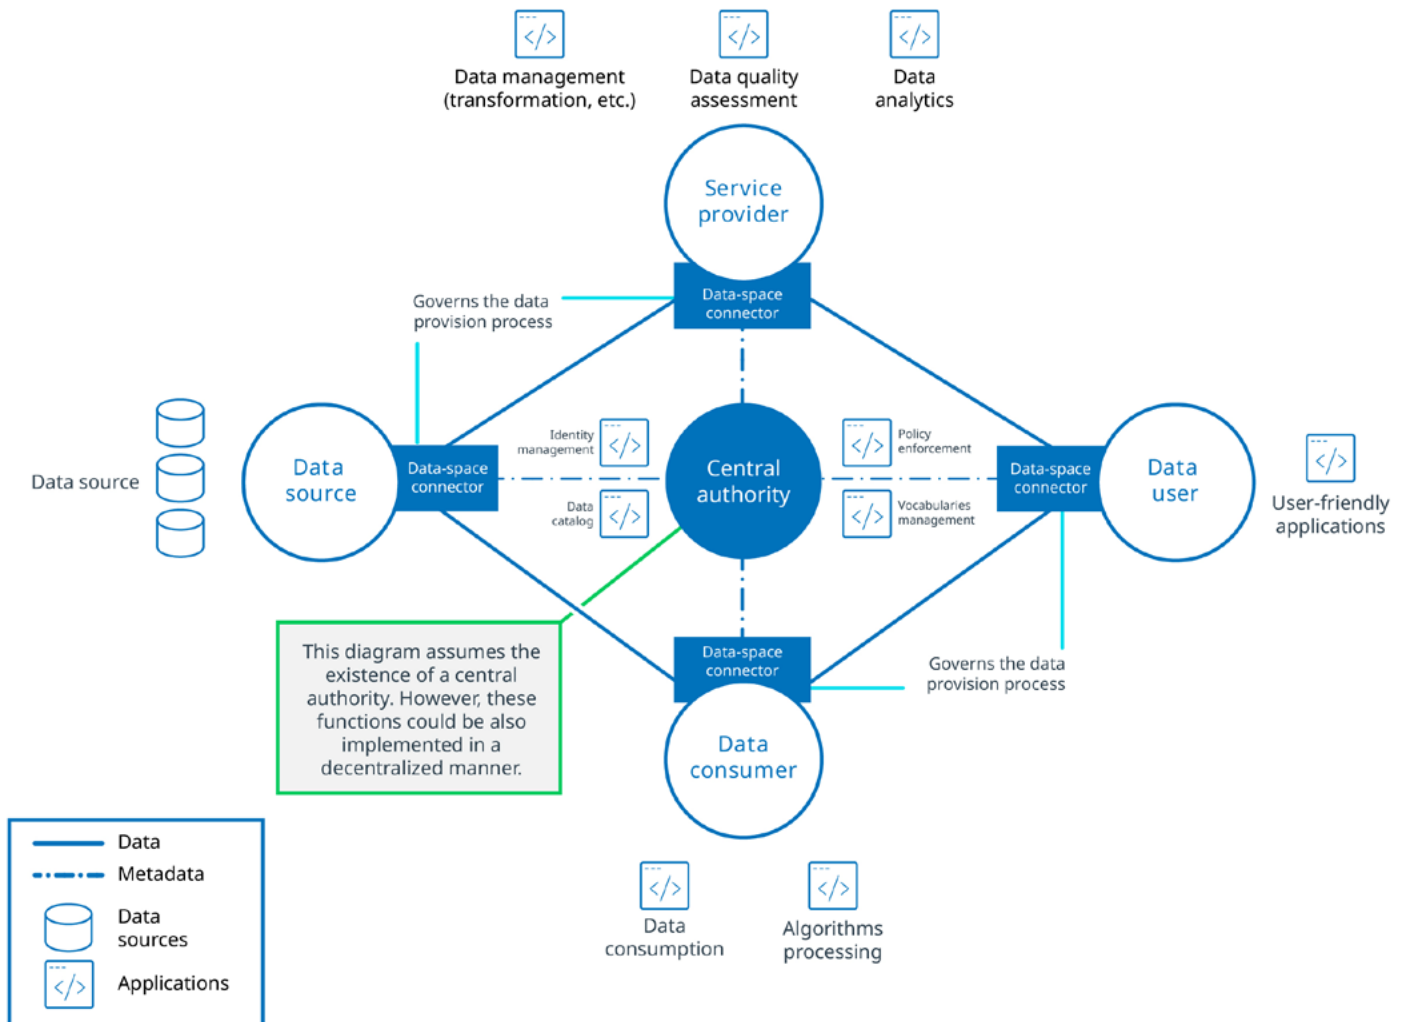 Data management
(transformation, etc.)
Data quality
assessment
Data
analytics
Service
provider
Data-space
connector
Governs the data
provision process
Data source
Data
source
Data-space
connector
Identity
management
Data
catalog
Central
authority
Policy
enforcement
Vocabularies
management
Data-space
connector
Data
user
User-friendly
applications
This diagram assumes the
existence of a central
authority. However, these
functions could be also
implemented in a
decentralized manner.
Data-space
connector
Governs the data
provision process
Data
consumer
Data
consumption
Algorithms
processing
Data
Metadata
Data
sources
Applications